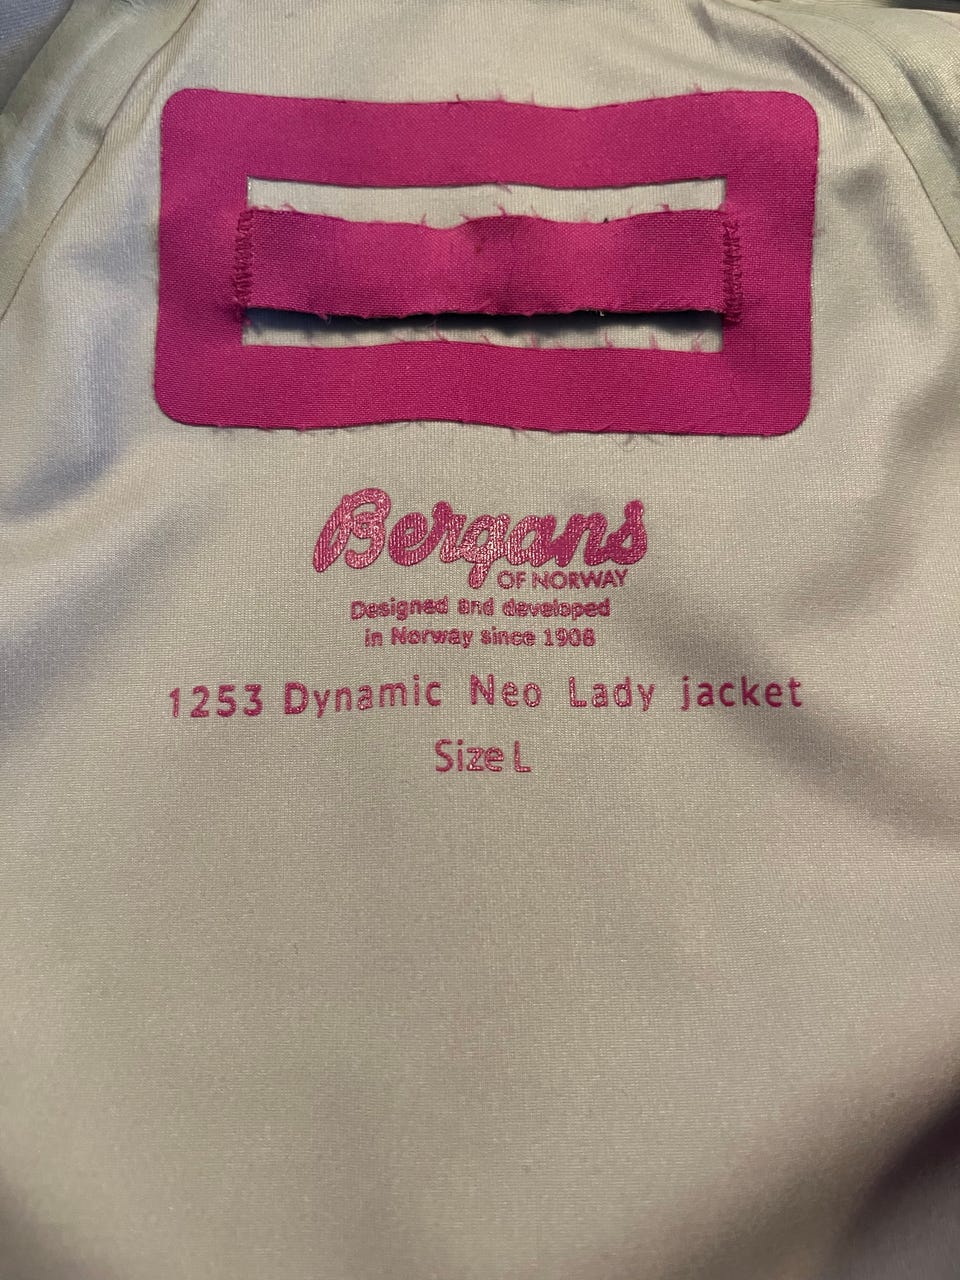 Bergans
OF NORWAY
Designed and developed
in Norway since 1908
1253 Dynamic Neo Lady jacket
Size L